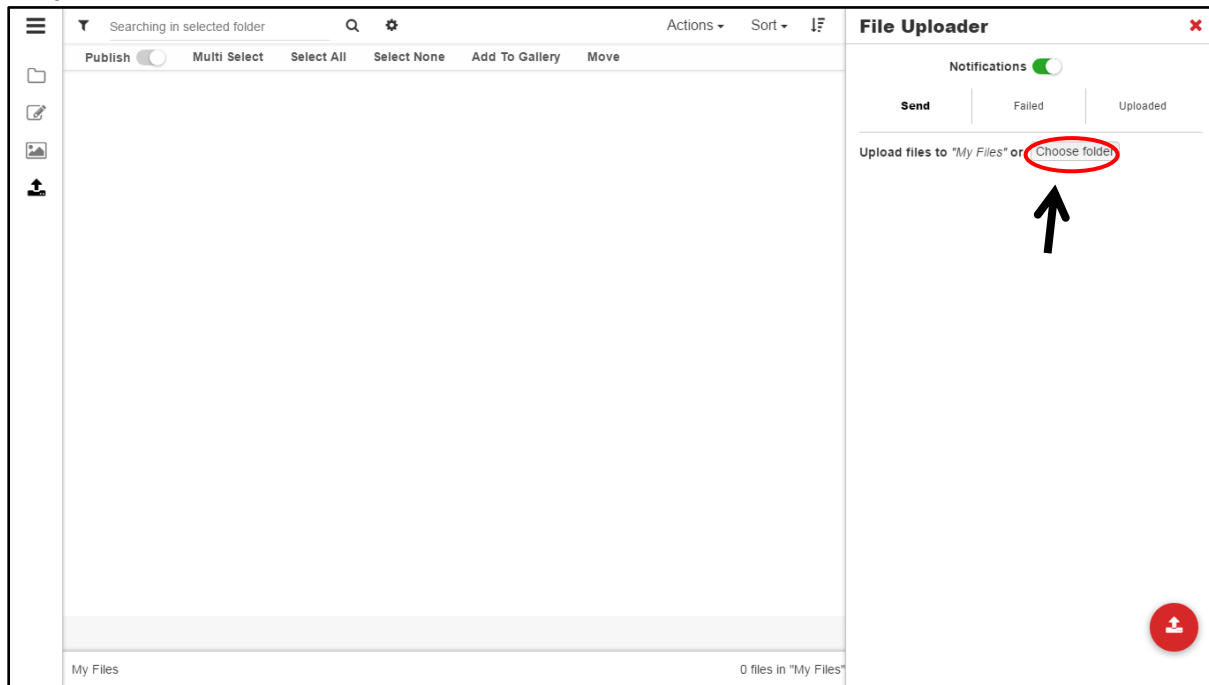 Searching in selected folder
Actions
Sort
File Uploader
Publish
Multi Select
Select All
Select None
Add To Gallery
Move
Notifications
Send
Failed
Uploaded
Upload files to "My Files" or Choose folder
My Files
0 files in "My Files"